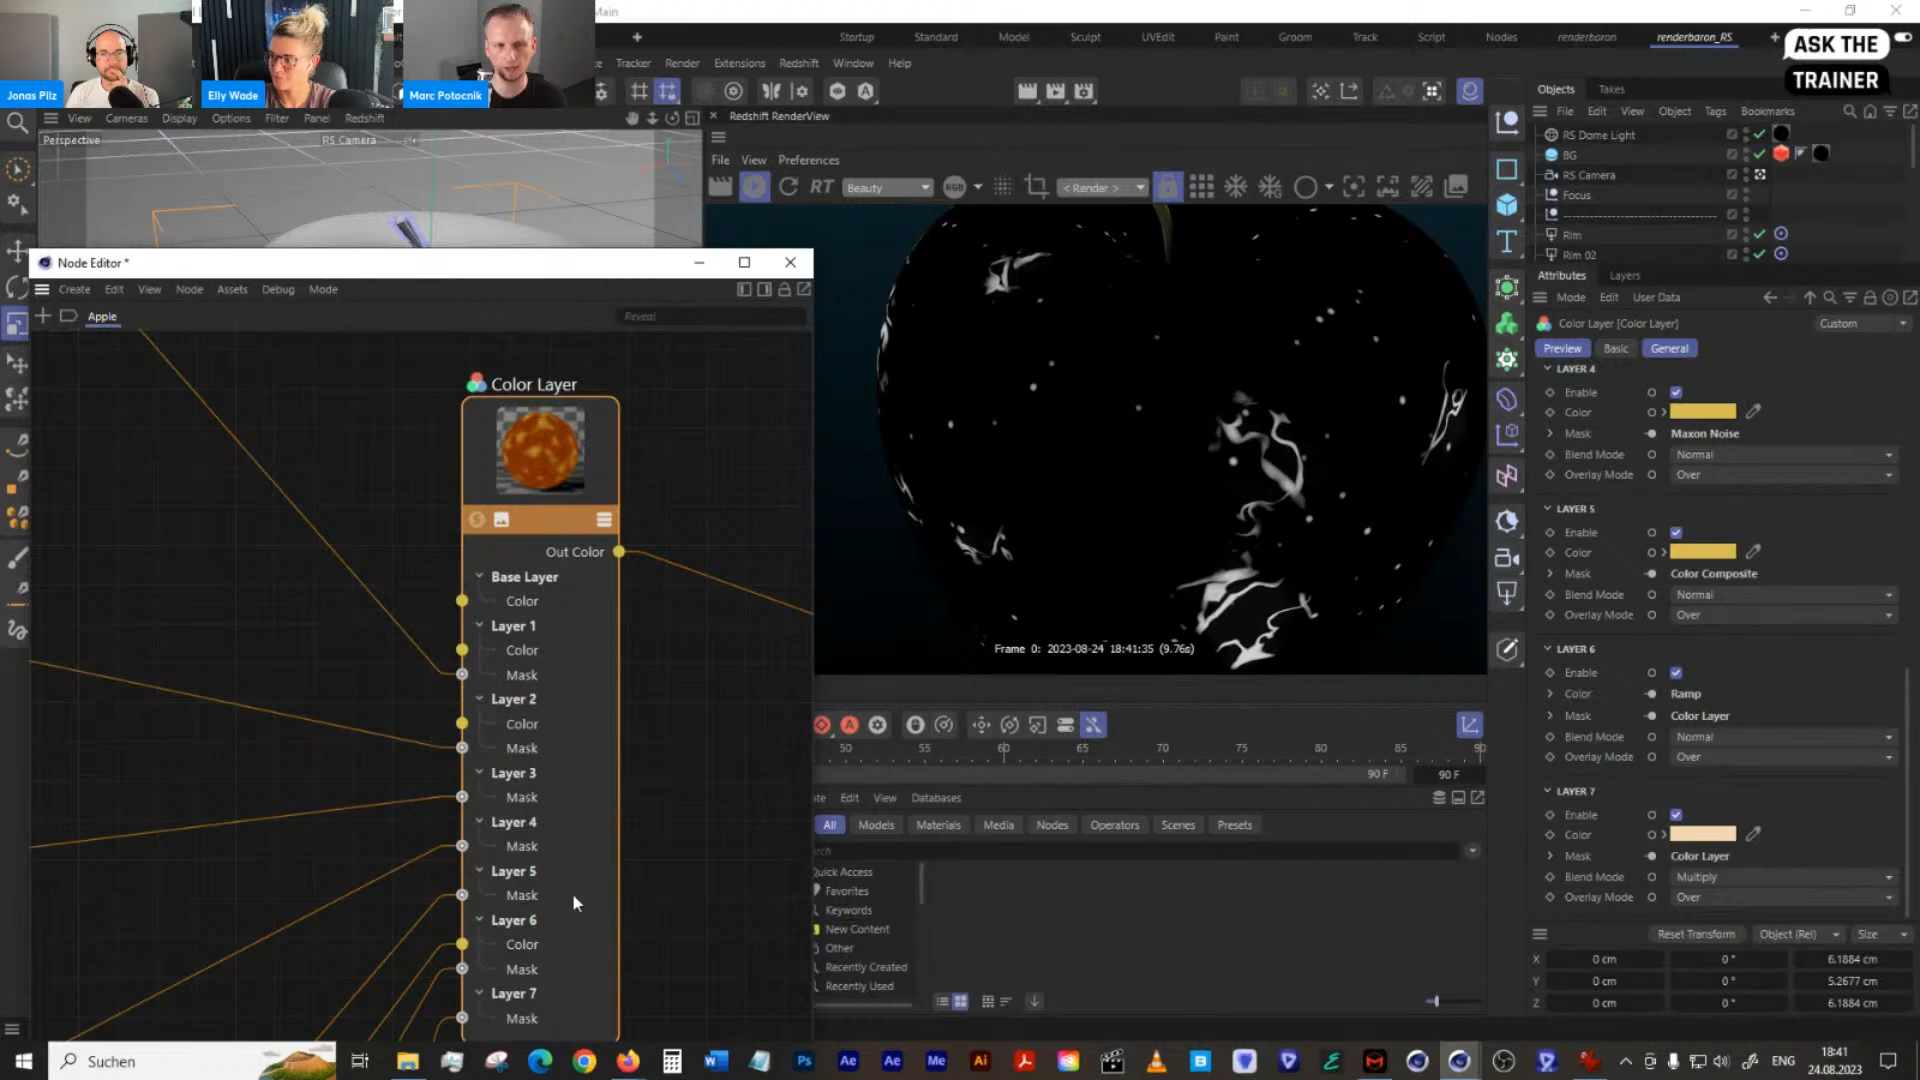 Jonas Pilz
Elly Wade
Marc Potocnik
Main
ASK THE
TRAINER
Startup
Standard
Model
Sculpt
UVEdit
Paint
Groom
Track
Script
Nodes
renderbaron
renderbaron_RS
Tracker
Render
Extensions
Redshift
Window
Help
View
Cameras
Display
Options
Filter
Panel
Redshift
Perspective
RS Camera
Redshift RenderView
File
View
Preferences
RT
Beauty
RGB
< Render >
Frame 0: 2023-08-24 18:41:35 (9.76s)
Node Editor *
Create
Edit
View
Node
Assets
Debug
Mode
Apple
Reveal
Color Layer
Out Color
Base Layer
Color
Layer 1
Color
Mask
Layer 2
Color
Mask
Layer 3
Mask
Layer 4
Mask
Layer 5
Mask
Layer 6
Color
Mask
Layer 7
Mask
50
55
60
65
70
75
80
85
90
90 F
90 F
Edit
View
Databases
All
Models
Materials
Media
Nodes
Operators
Scenes
Presets
Quick Access
Favorites
Keywords
New Content
Other
Recently Created
Recently Used
Objects
Takes
File
Edit
View
Object
Tags
Bookmarks
RS Dome Light
BG
RS Camera
Focus
Rim
Rim 02
Attributes
Layers
Mode
Edit
User Data
Color Layer [Color Layer]
Custom
Preview
Basic
General
LAYER 4
Enable
Color
Mask
Maxon Noise
Blend Mode
Normal
Overlay Mode
Over
LAYER 5
Enable
Color
Mask
Color Composite
Blend Mode
Normal
Overlay Mode
Over
LAYER 6
Enable
Color
Ramp
Mask
Color Layer
Blend Mode
Normal
Overlay Mode
Over
LAYER 7
Enable
Color
Mask
Color Layer
Blend Mode
Multiply
Overlay Mode
Over
Reset Transform
Object (Rel)
Size
X
0 cm
0 °
6.1884 cm
Y
0 cm
0 °
5.2677 cm
Z
0 cm
0 °
6.1884 cm
Suchen
Ps
Ae
Ae
Me
Ai
ENG
18:41
24.08.2023